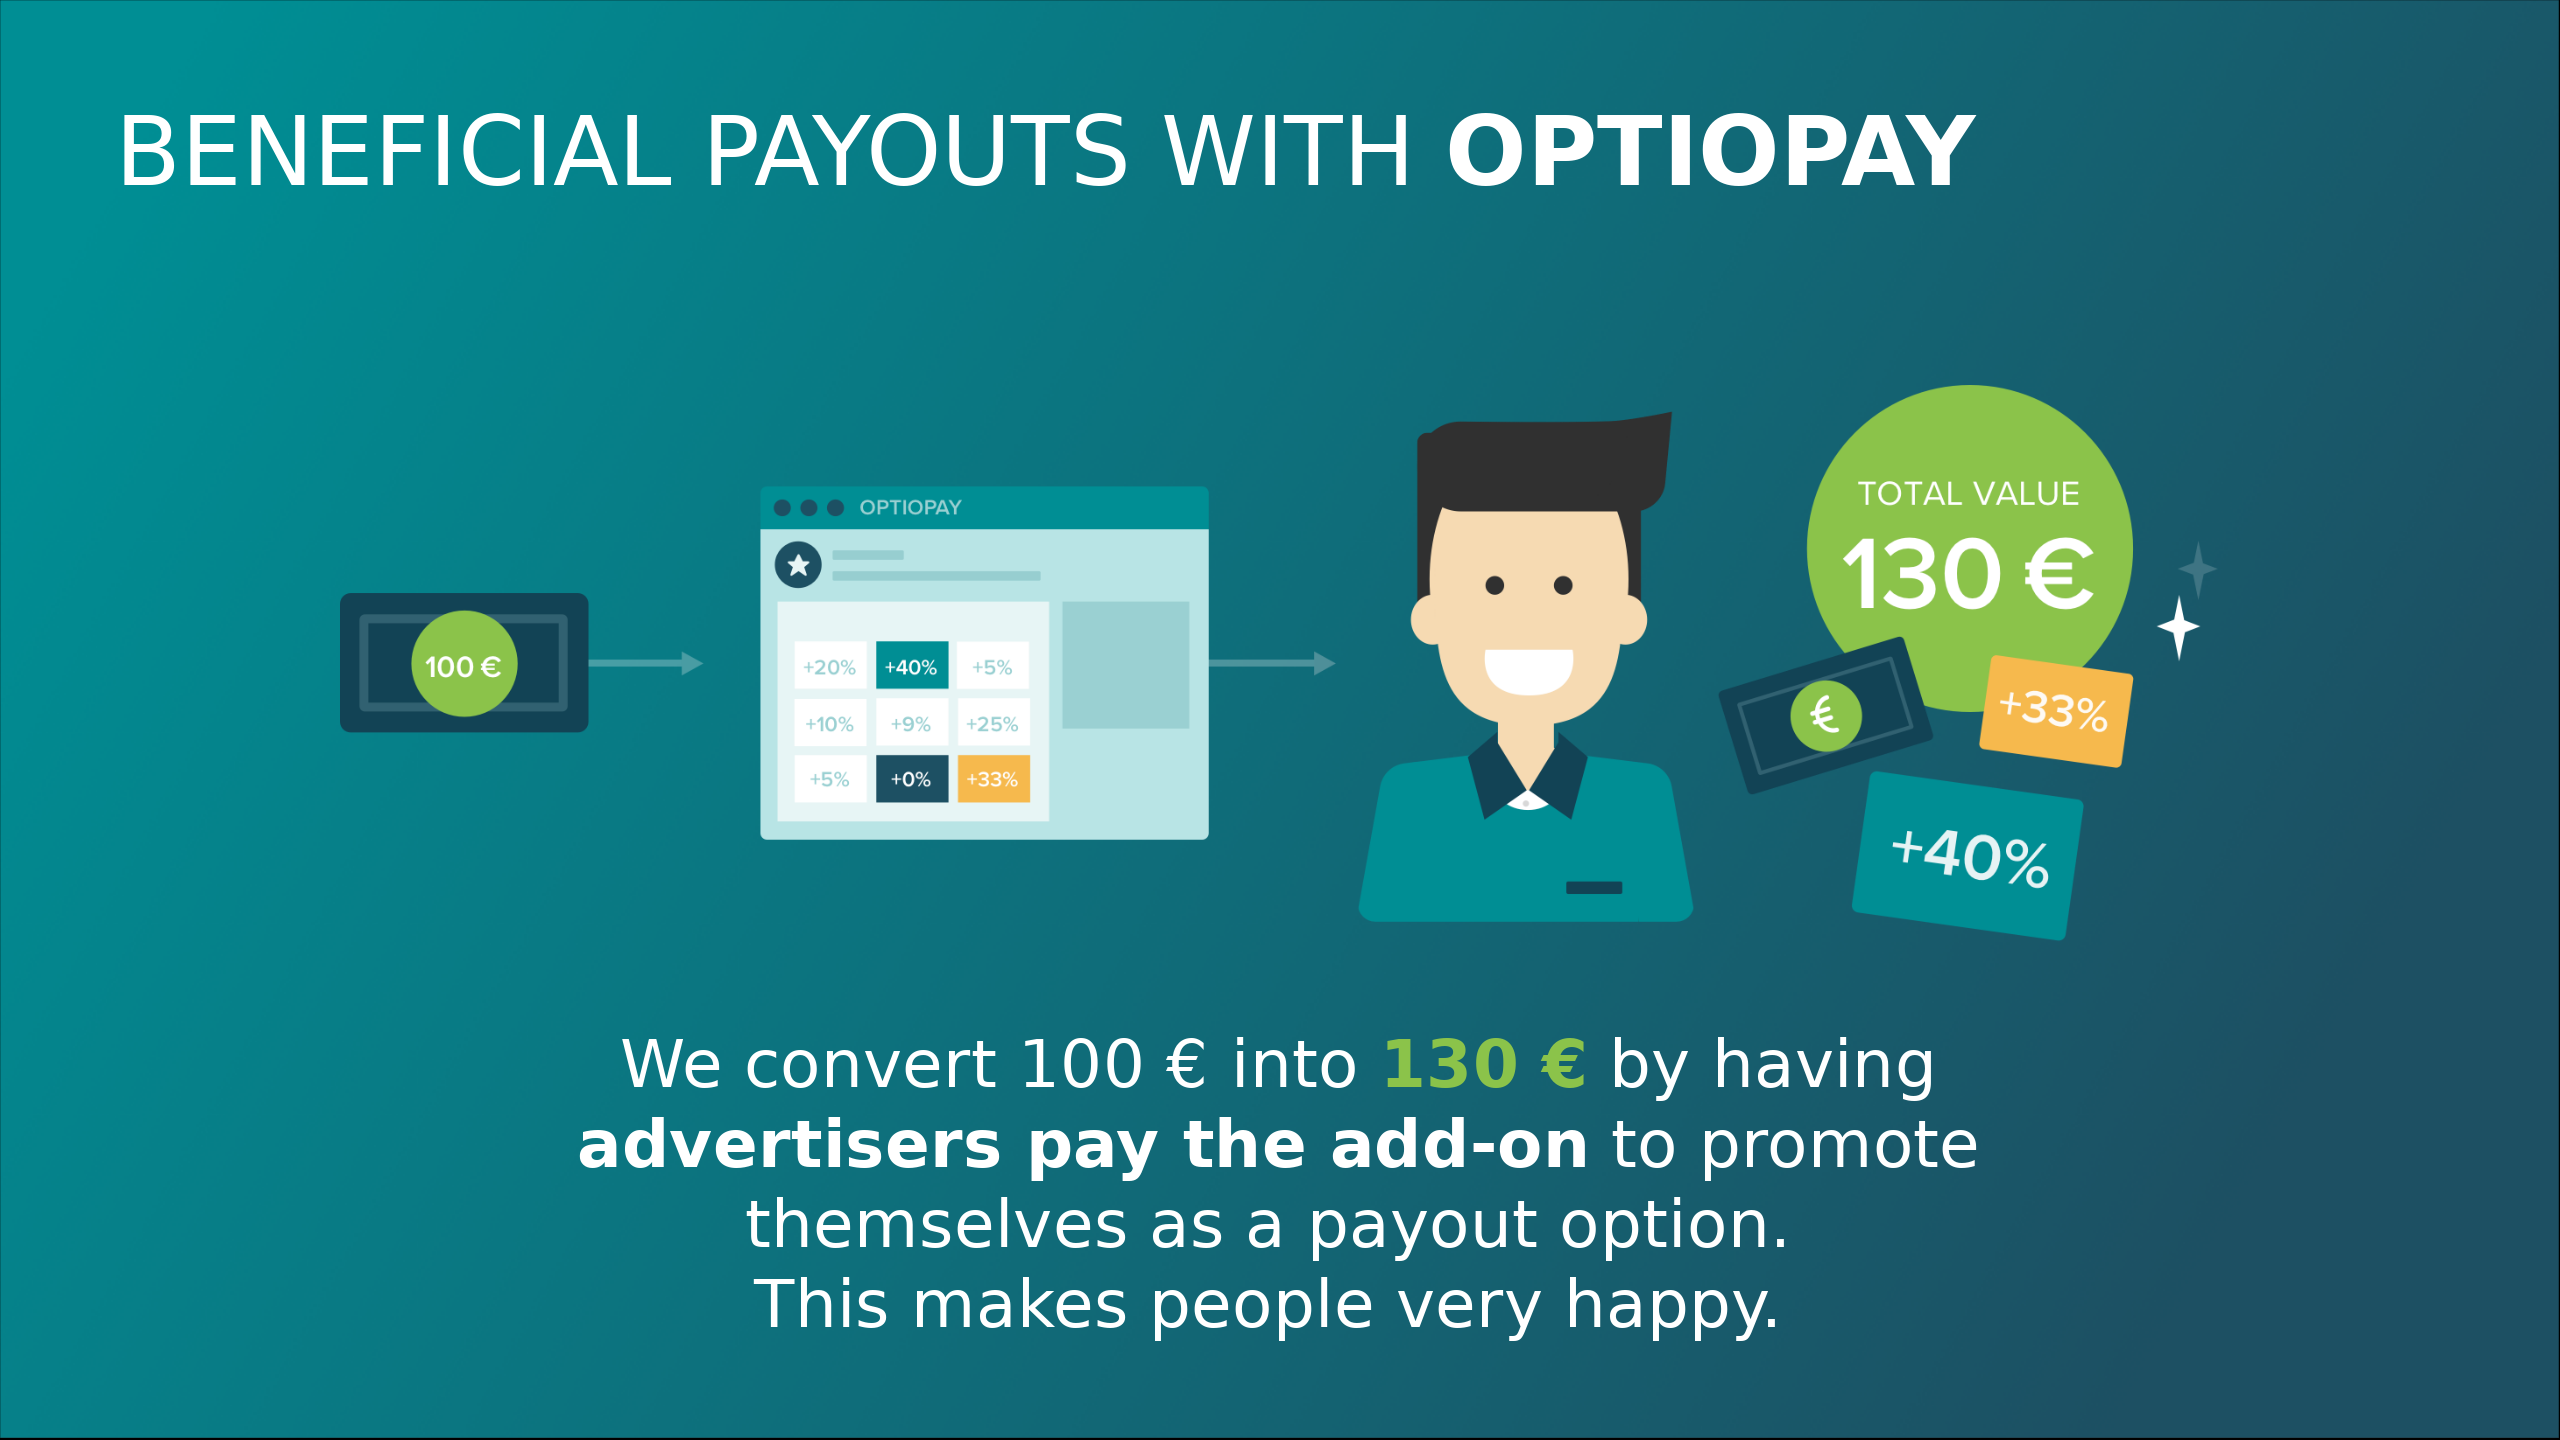 BENEFICIAL PAYOUTS WITH OPTIOPAY
100 €
OPTIOPAY
+20% +40% +5%
+10% +9% +25%
+5% +0% +33%
TOTAL VALUE
130 €
€
+33%
+40%
We convert 100 € into 130 € by having
advertisers pay the add-on to promote
themselves as a payout option.
This makes people very happy.